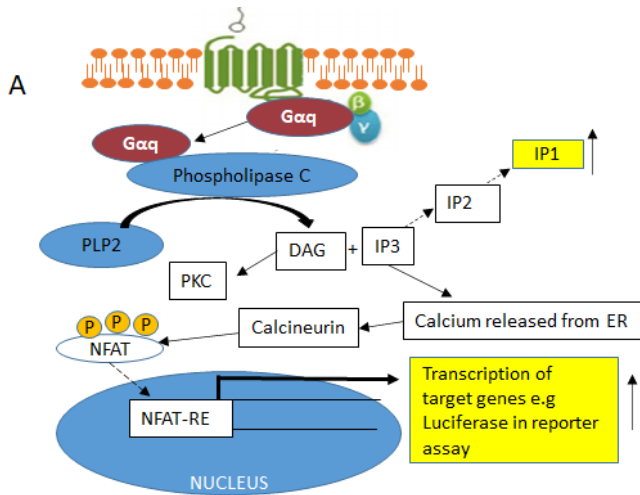 A
Gαq
β
γ
Gαq
Phospholipase C
IP1
IP2
PLP2
DAG
+
IP3
PKC
P
P
P
NFAT
Calcineurin
Calcium released from ER
NFAT-RE
Transcription of
target genes e.g
Luciferase in reporter
assay
NUCLEUS